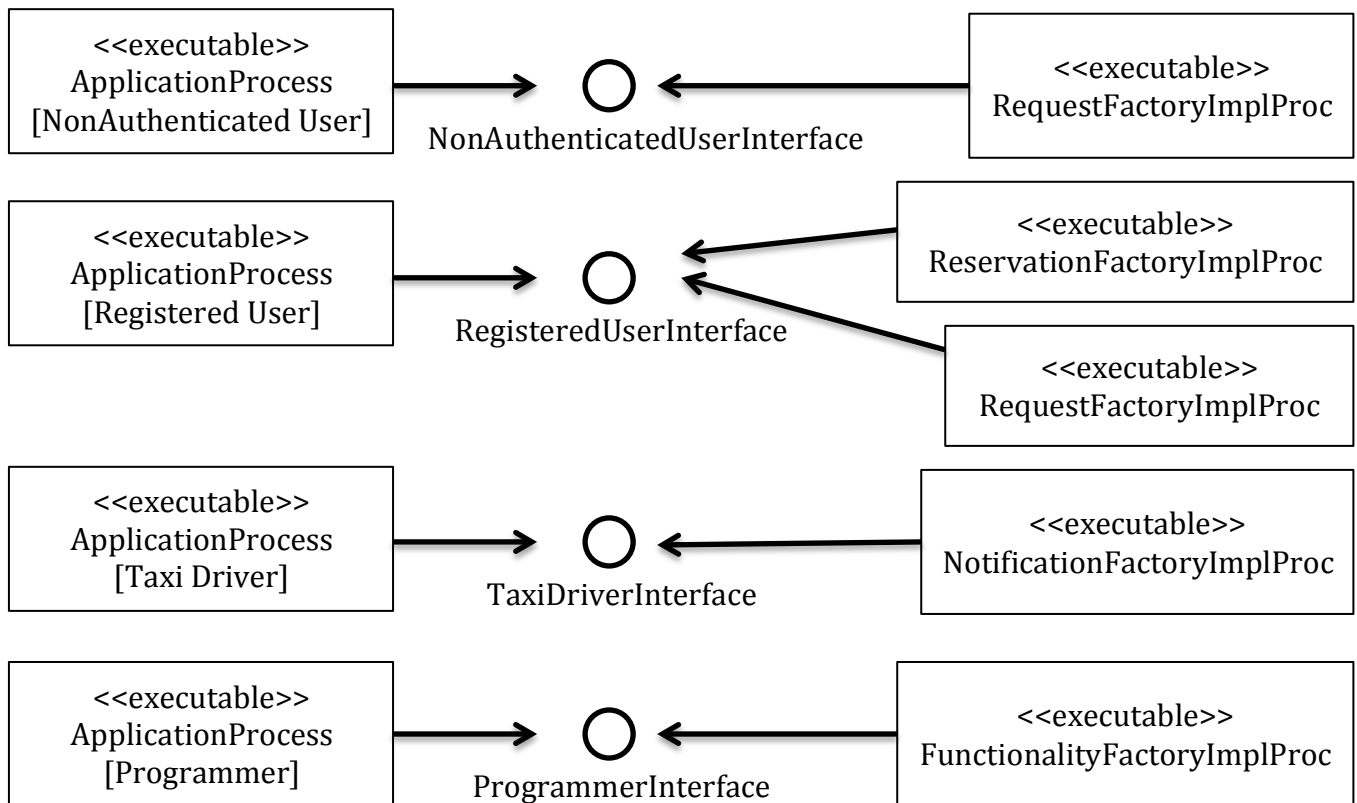 <<executable>>
ApplicationProcess
[NonAuthenticated User]
NonAuthenticatedUserInterface
<<executable>>
RequestFactoryImplProc
<<executable>>
ApplicationProcess
[Registered User]
RegisteredUserInterface
<<executable>>
ReservationFactoryImplProc
<<executable>>
RequestFactoryImplProc
<<executable>>
ApplicationProcess
[Taxi Driver]
TaxiDriverInterface
<<executable>>
NotificationFactoryImplProc
<<executable>>
ApplicationProcess
[Programmer]
ProgrammerInterface
<<executable>>
FunctionalityFactoryImplProc